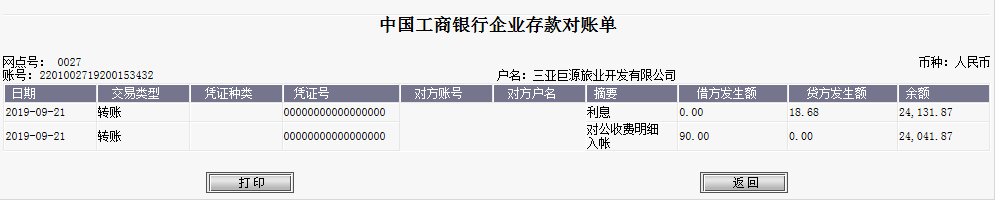 中国工商银行企业存款对账单
网点号： 0027 币种：人民币
账号：2201002719200153432 户名：三亚巨源旅业开发有限公司
日期 交易类型 凭证种类 凭证号 对方账号 对方户名 摘要 借方发生额 贷方发生额 余额
2019-09-21 转账 00000000000000000 利息 0.00 18.68 24,131.87
2019-09-21 转账 00000000000000000 对公收费明细 90.00 0.00 24,041.87
入帐
打印 返回